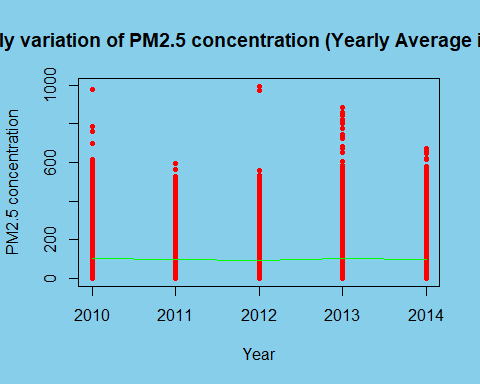 ly variation of PM2.5 concentration (Yearly Average i
1000
600
200
0
PM2.5 concentration
2010 2011 2012 2013 2014
Year